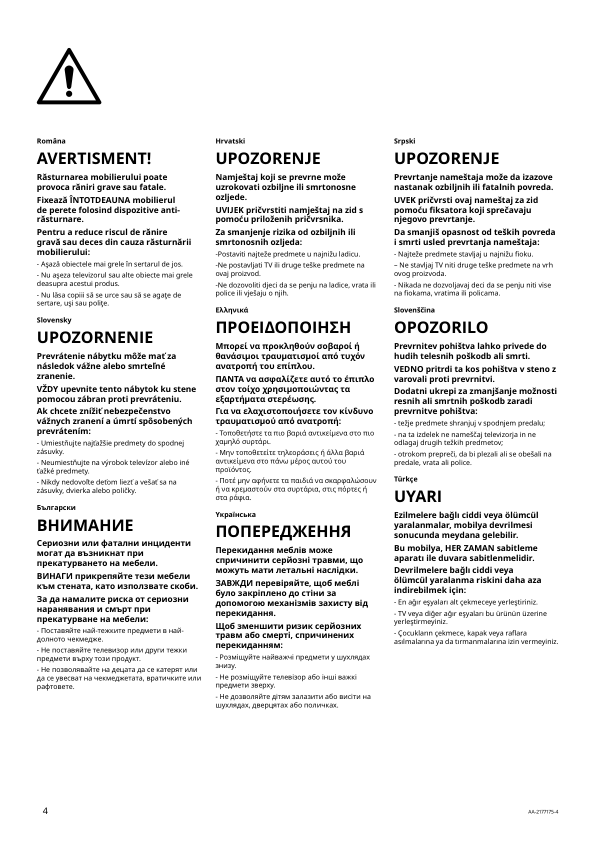 Româna
AVERTISMENT!
Răsturnarea mobilierului poate
provoca răniri grave sau fatale.
Fixează ÎNTOTDEAUNA mobilierul
de perete folosind dispozitive anti-
răsturnare.
Pentru a reduce riscul de rănire
gravă sau deces din cauza răsturnării
mobilierului:
- Aşază obiectele mai grele în sertarul de jos.
- Nu aşeza televizorul sau alte obiecte mai grele
deasupra acestui produs.
- Nu lăsa copiii să se urce sau să se agaţe de
sertare, uşi sau poliţe.
Slovensky
UPOZORNENIE
Prevrátenie nábytku môže mať za
následok vážne alebo smrteľné
zranenie.
VŽDY upevnite tento nábytok ku stene
pomocou zábran proti prevráteniu.
Ak chcete znížiť nebezpečenstvo
vážnych zranení a úmrtí spôsobených
prevrátením:
- Umiestňujte najťažšie predmety do spodnej
zásuvky.
- Neumiestňujte na výrobok televízor alebo iné
ťažké predmety.
- Nikdy nedovoľte deťom liezť a vešať sa na
zásuvky, dvierka alebo poličky.
Български
ВНИМАНИЕ
Сериозни или фатални инциденти
могат да възникнат при
прекатурването на мебели.
ВИНАГИ прикрепяйте тези мебели
към стената, като използвате скоби.
За да намалите риска от сериозни
наранявания и смърт при
прекатурване на мебели:
- Поставяйте най-тежките предмети в най-
долното чекмедже.
- Не поставяйте телевизор или други тежки
предмети върху този продукт.
- Не позволявайте на децата да се катерят или
да се увесват на чекмеджетата, вратичките или
рафтовете.
Hrvatski
UPOZORENJE
Namještaj koji se prevrne može
uzrokovati ozbiljne ili smrtonosne
ozljede.
UVIJEK pričvrstiti namještaj na zid s
pomoću priloženih pričvrsnika.
Za smanjenje rizika od ozbiljnih ili
smrtonosnih ozljeda:
-Postaviti najteže predmete u najnižu ladicu.
-Ne postavljati TV ili druge teške predmete na
ovaj proizvod.
-Ne dozvoliti djeci da se penju na ladice, vrata ili
police ili vješaju o njih.
Ελληνικά
ΠΡΟΕΙΔΟΠΟΙΗΣΗ
Μπορεί να προκληθούν σοβαροί ή
θανάσιμοι τραυματισμοί από τυχόν
ανατροπή του επίπλου.
ΠΑΝΤΑ να ασφαλίζετε αυτό το έπιπλο
στον τοίχο χρησιμοποιώντας τα
εξαρτήματα στερέωσης.
Για να ελαχιστοποιήσετε τον κίνδυνο
τραυματισμού από ανατροπή:
- Τοποθετήστε τα πιο βαριά αντικείμενα στο πιο
χαμηλό συρτάρι.
- Μην τοποθετείτε τηλεοράσεις ή άλλα βαριά
αντικείμενα στο πάνω μέρος αυτού του
προϊόντος.
- Ποτέ μην αφήνετε τα παιδιά να σκαρφαλώσουν
ή να κρεμαστούν στα συρτάρια, στις πόρτες ή
στα ράφια.
Українська
ПОПЕРЕДЖЕННЯ
Перекидання меблів може
спричинити серйозні травми, що
можуть мати летальні наслідки.
ЗАВЖДИ перевіряйте, щоб меблі
було закріплено до стіни за
допомогою механізмів захисту від
перекидання.
Щоб зменшити ризик серйозних
травм або смерті, спричинених
перекиданням:
- Розміщуйте найважчі предмети у шухлядах
знизу.
- Не розміщуйте телевізор або інші важкі
предмети зверху.
- Не дозволяйте дітям залазити або висіти на
шухлядах, дверцятах або поличках.
Srpski
UPOZORENJE
Prevrtanje nameštaja može da izazove
nastanak ozbiljnih ili fatalnih povreda.
UVEK pričvrsti ovaj nameštaj za zid
pomoću fiksatora koji sprečavaju
njegovo prevrtanje.
Da smanjiš opasnost od teških povreda
i smrti usled prevrtanja nameštaja:
- Najteže predmete stavljaj u najnižu fioku.
– Ne stavljaj TV niti druge teške predmete na vrh
ovog proizvoda.
- Nikada ne dozvoljavaj deci da se penju niti vise
na fiokama, vratima ili policama.
Slovenščina
OPOZORILO
Prevrnitev pohištva lahko privede do
hudih telesnih poškodb ali smrti.
VEDNO pritrdi ta kos pohištva v steno z
varovali proti prevrnitvi.
Dodatni ukrepi za zmanjšanje možnosti
resnih ali smrtnih poškodb zaradi
prevrnitve pohištva:
- težje predmete shranjuj v spodnjem predalu;
- na ta izdelek ne nameščaj televizorja in ne
odlagaj drugih težkih predmetov;
- otrokom prepreči, da bi plezali ali se obešali na
predale, vrata ali police.
Türkçe
UYARI
Ezilmelere bağlı ciddi veya ölümcül
yaralanmalar, mobilya devrilmesi
sonucunda meydana gelebilir.
Bu mobilya, HER ZAMAN sabitleme
aparatı ile duvara sabitlenmelidir.
Devrilmelere bağlı ciddi veya
ölümcül yaralanma riskini daha aza
indirebilmek için:
- En ağır eşyaları alt çekmeceye yerleştiriniz.
- TV veya diğer ağır eşyaları bu ürünün üzerine
yerleştirmeyiniz.
- Çocukların çekmece, kapak veya raflara
asılmalarına ya da tırmanmalarına izin vermeyiniz.
4
AA-2177175-4